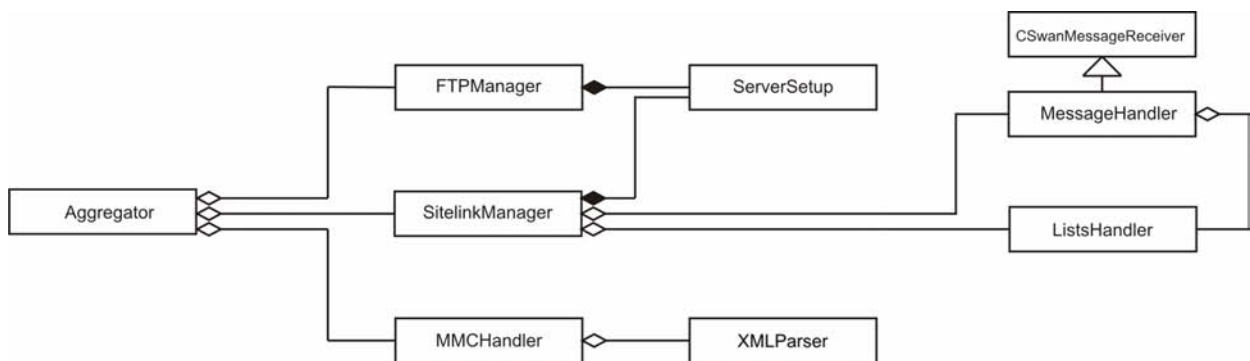 CSwanMessageReceiver
FTPManager
ServerSetup
MessageHandler
Aggregator
SitelinkManager
ListsHandler
MMCHandler
XMLParser